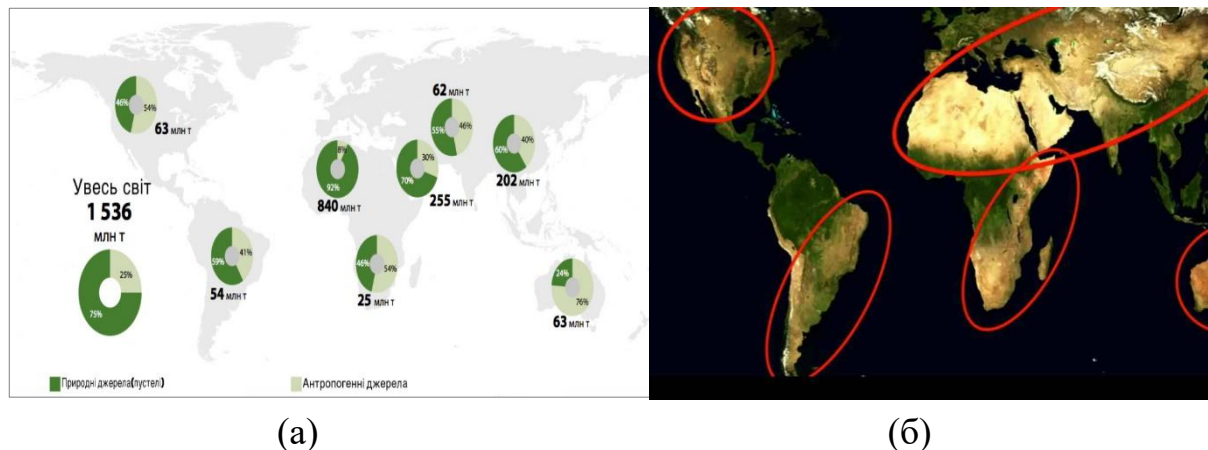 46%
54%
63 млн т
62 млн т
55%
46%
40%
60%
202 млн т
8%
92%
840 млн т
30%
70%
255 млн т
Увесь світ
1 536
млн т
25%
75%
59%
41%
54 млн т
46%
54%
25 млн т
24%
76%
63 млн т
Природні джерела(пустелі)
Антропогенні джерела
(а)
(б)